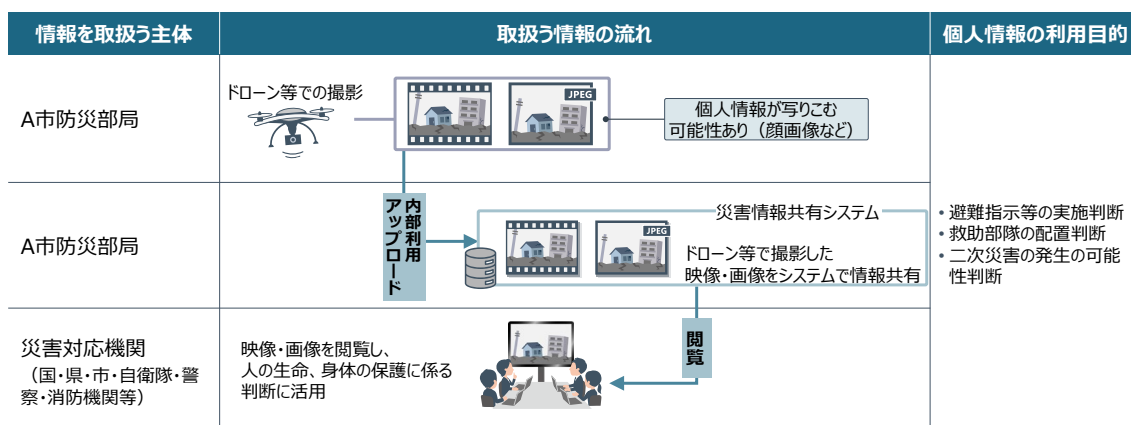 情報を取扱う主体
取扱う情報の流れ
個人情報の利用目的
A市防災部局
ドローン等での撮影
JPEG
個人情報が写りこむ
可能性あり（顔画像など）
A市防災部局
内部利用
アップロード
災害情報共有システム
JPEG
ドローン等で撮影した
映像・画像をシステムで情報共有
・避難指示等の実施判断
・救助部隊の配置判断
・二次災害の発生の可能
性判断
災害対応機関
（国・県・市・自衛隊・警
察・消防機関等）
映像・画像を閲覧し、
人の生命、身体の保護に係る
判断に活用
閲覧